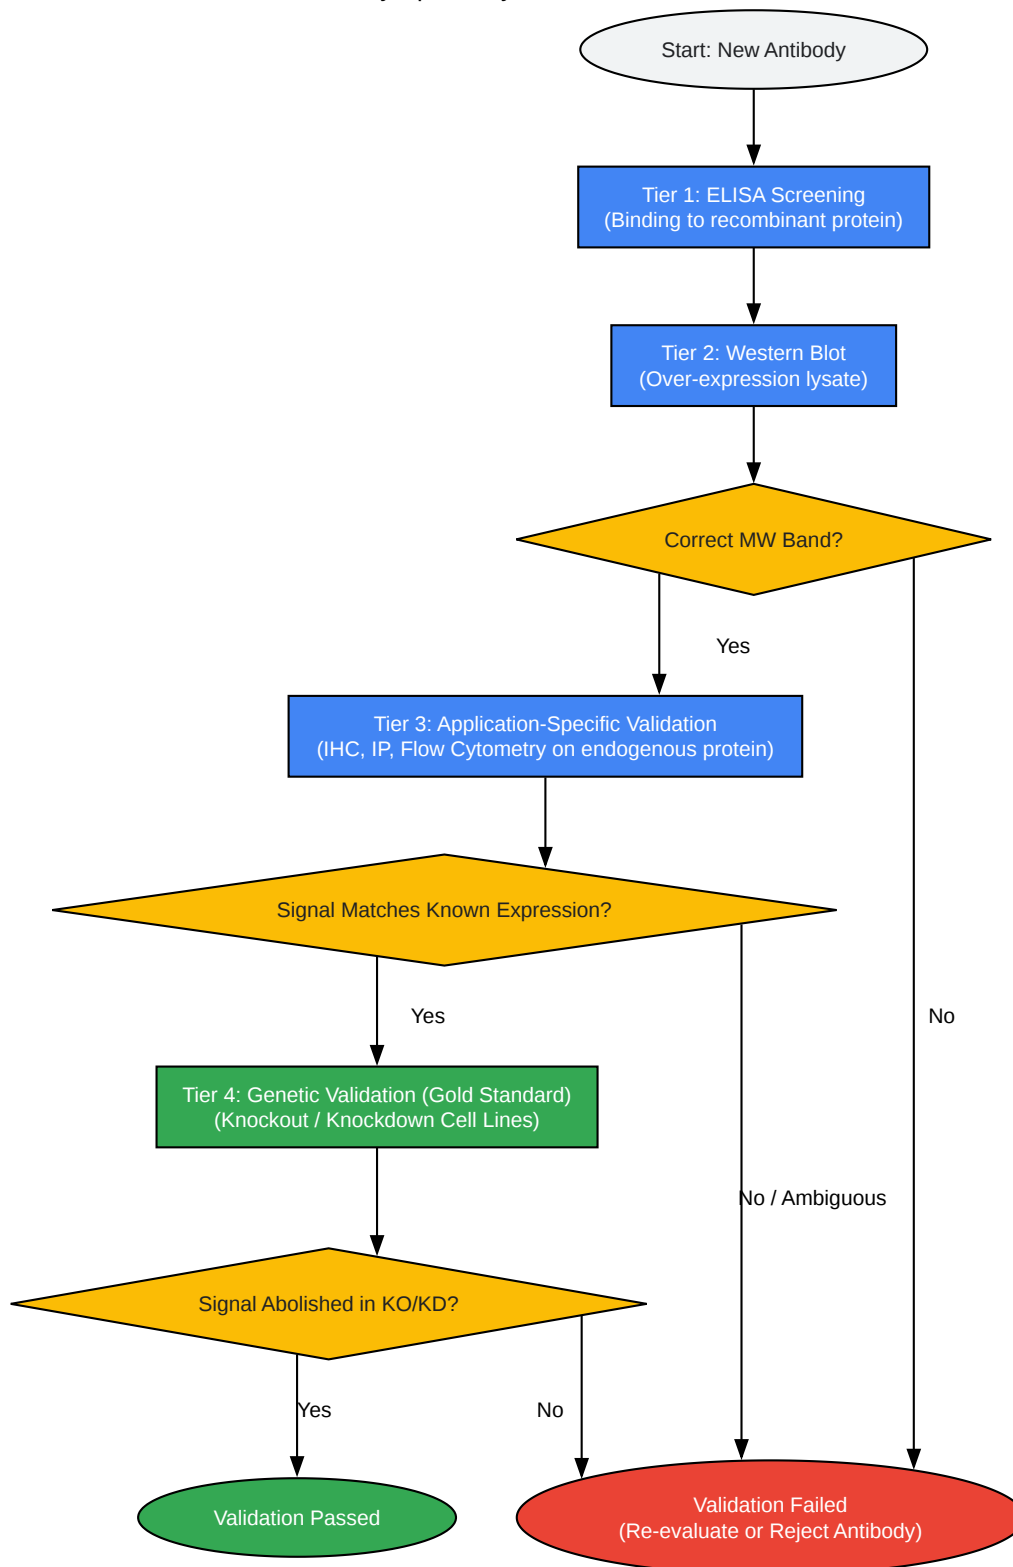 Start: New Antibody
Tier 1: ELISA Screening
(Binding to recombinant protein)
Tier 2: Western Blot
(Over-expression lysate)
Correct MW Band?
Yes
Tier 3: Application-Specific Validation
(IHC, IP, Flow Cytometry on endogenous protein)
Signal Matches Known Expression?
Yes
No
Tier 4: Genetic Validation (Gold Standard)
(Knockout / Knockdown Cell Lines)
No / Ambiguous
Signal Abolished in KO/KD?
Yes
No
Validation Passed
Validation Failed
(Re-evaluate or Reject Antibody)